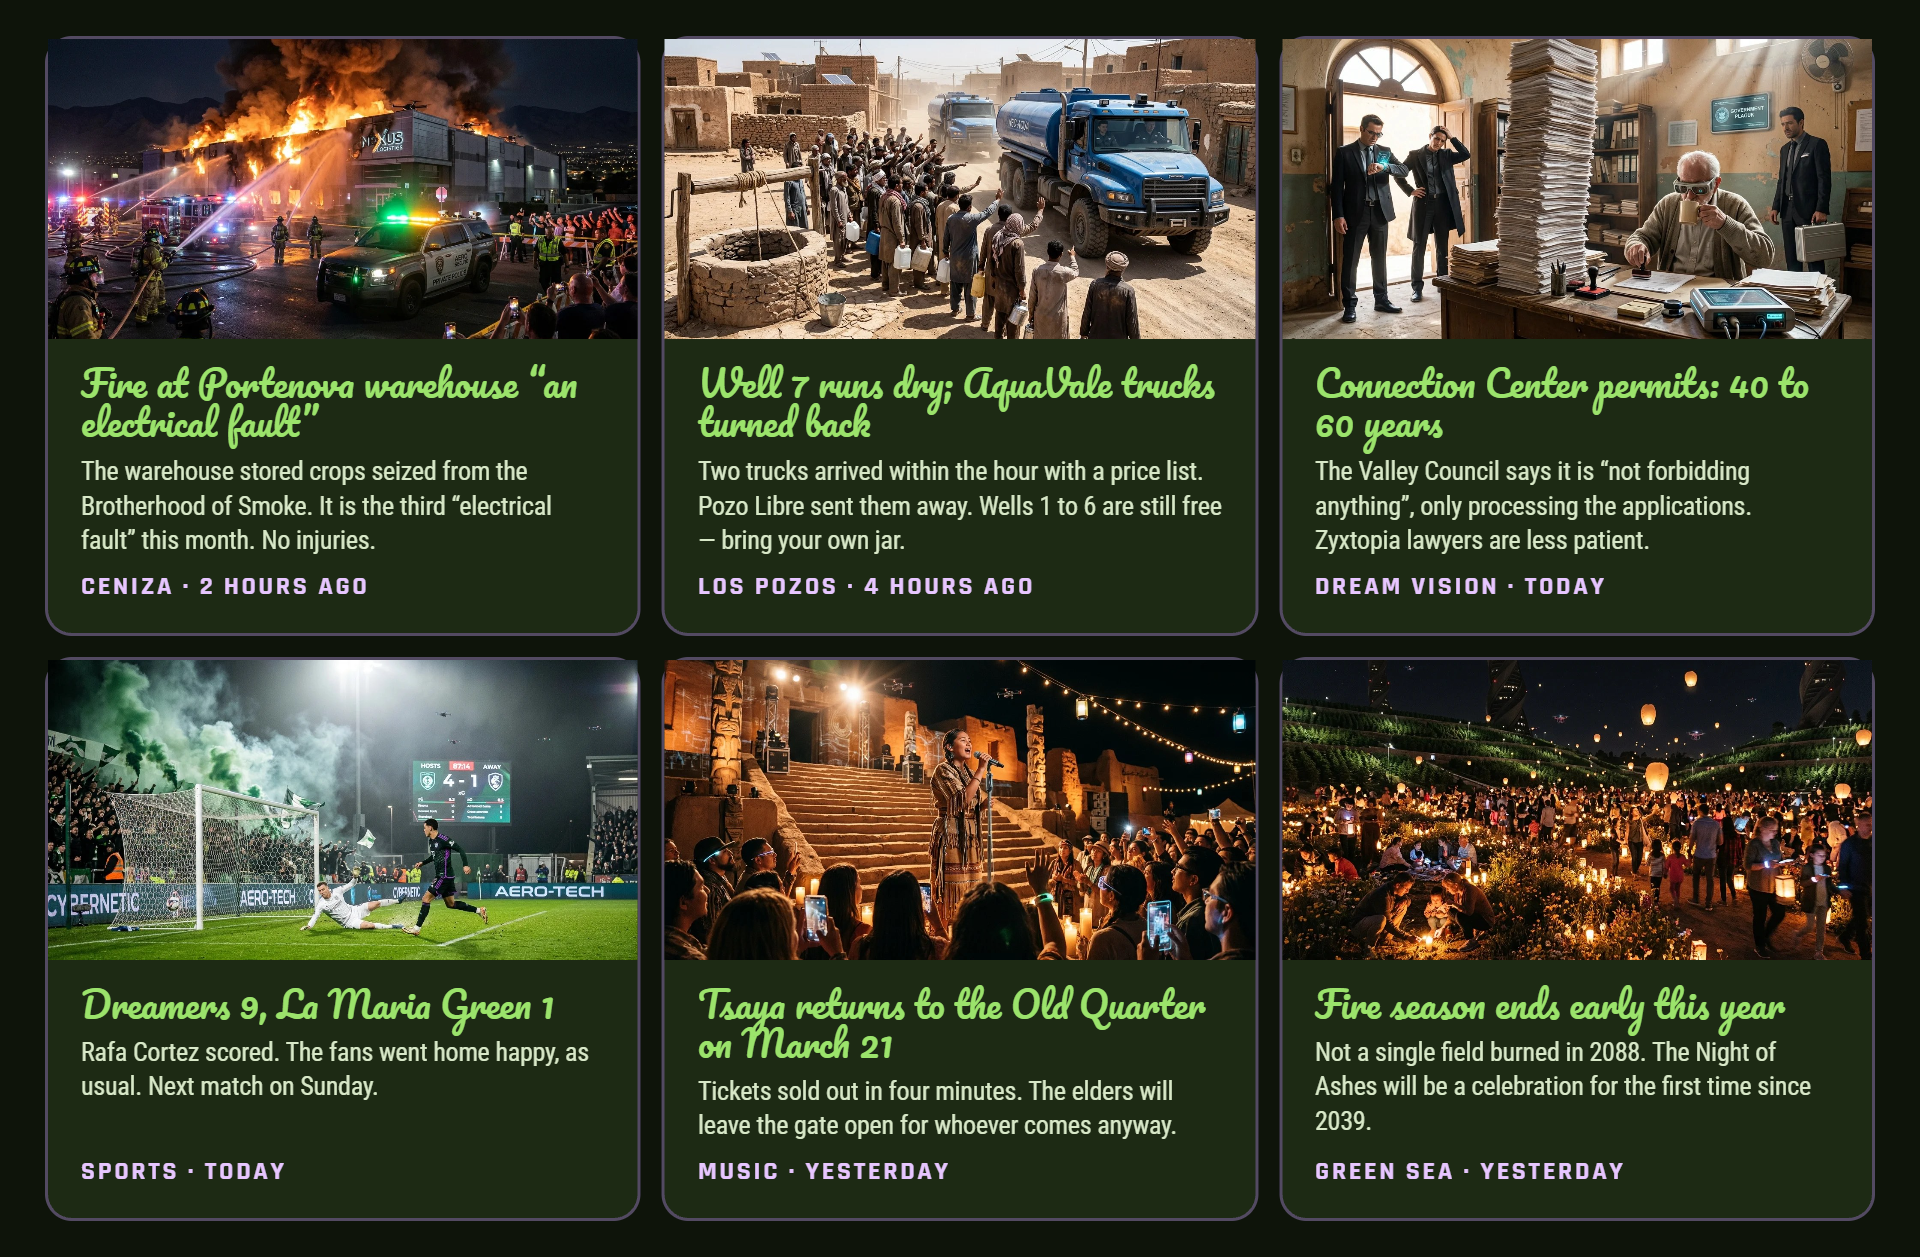 NEXUS
LOGISTICS
GOVERNMENT
PLAGUE
Fire at Portenova warehouse “an
electrical fault”
The warehouse stored crops seized from the
Brotherhood of Smoke. It is the third “electrical
fault” this month. No injuries.
CENIZA · 2 HOURS AGO
Well 7 runs dry; AquaVale trucks
turned back
Two trucks arrived within the hour with a price list.
Pozo Libre sent them away. Wells 1 to 6 are still free
— bring your own jar.
LOS POZOS · 4 HOURS AGO
Connection Center permits: 40 to
60 years
The Valley Council says it is “not forbidding
anything”, only processing the applications.
Zyxtopia lawyers are less patient.
DREAM VISION · TODAY
HOSTS 87:14 AWAY
4 - 1
xG
CYBERNETIC
AERO-TECH
CYBERNETIC
AERO-TECH
Dreamers 9, La Maria Green 1
Rafa Cortez scored. The fans went home happy, as
usual. Next match on Sunday.
SPORTS · TODAY
Tsaya returns to the Old Quarter
on March 21
Tickets sold out in four minutes. The elders will
leave the gate open for whoever comes anyway.
MUSIC · YESTERDAY
Fire season ends early this year
Not a single field burned in 2088. The Night of
Ashes will be a celebration for the first time since
2039.
GREEN SEA · YESTERDAY